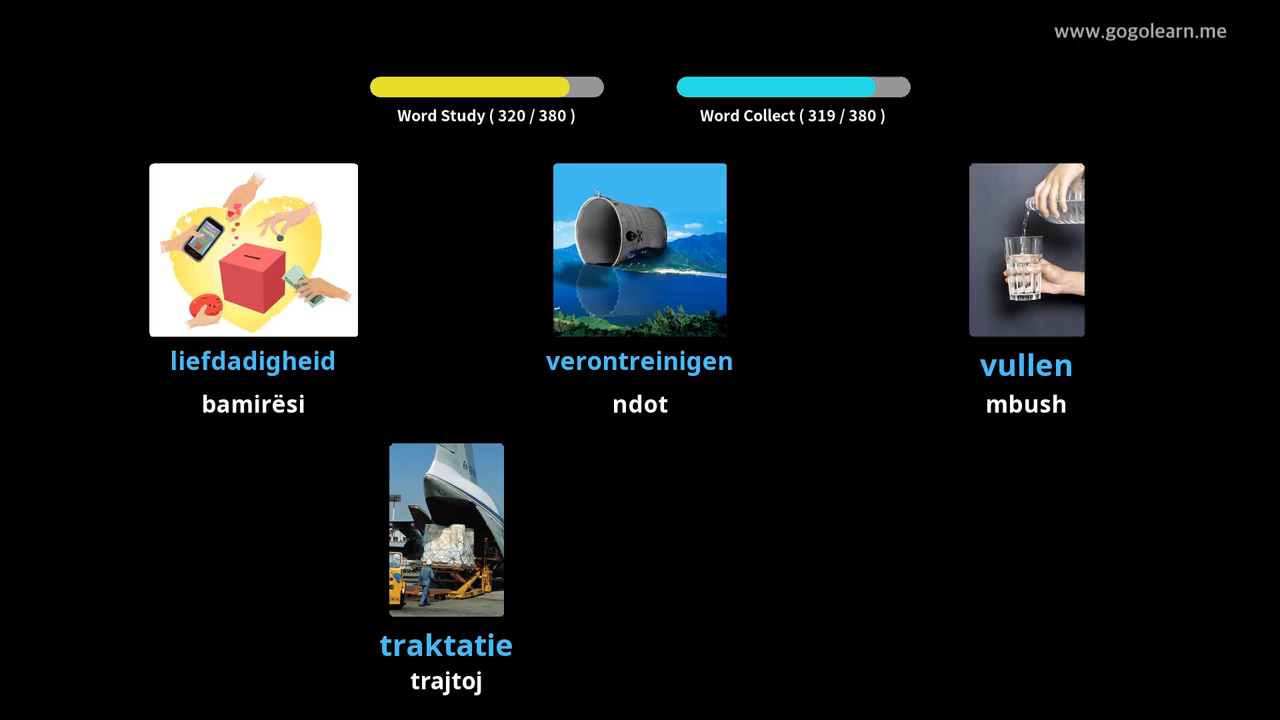 www.gogolearn.me
Word Study ( 320 / 380 )
Word Collect ( 319 / 380 )
liefdadigheid
verontreinigen
vullen
bamirësi
ndot
mbush
traktatie
trajtoj